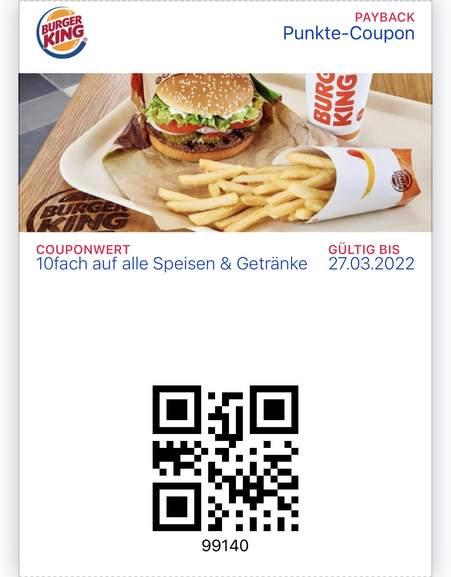 BURGER
KING
PAYBACK
Punkte-Coupon
BURGER
KING
BURGER
KING
COUPONWERT
10fach auf alle Speisen & Getränke
GÜLTIG BIS
27.03.2022
99140